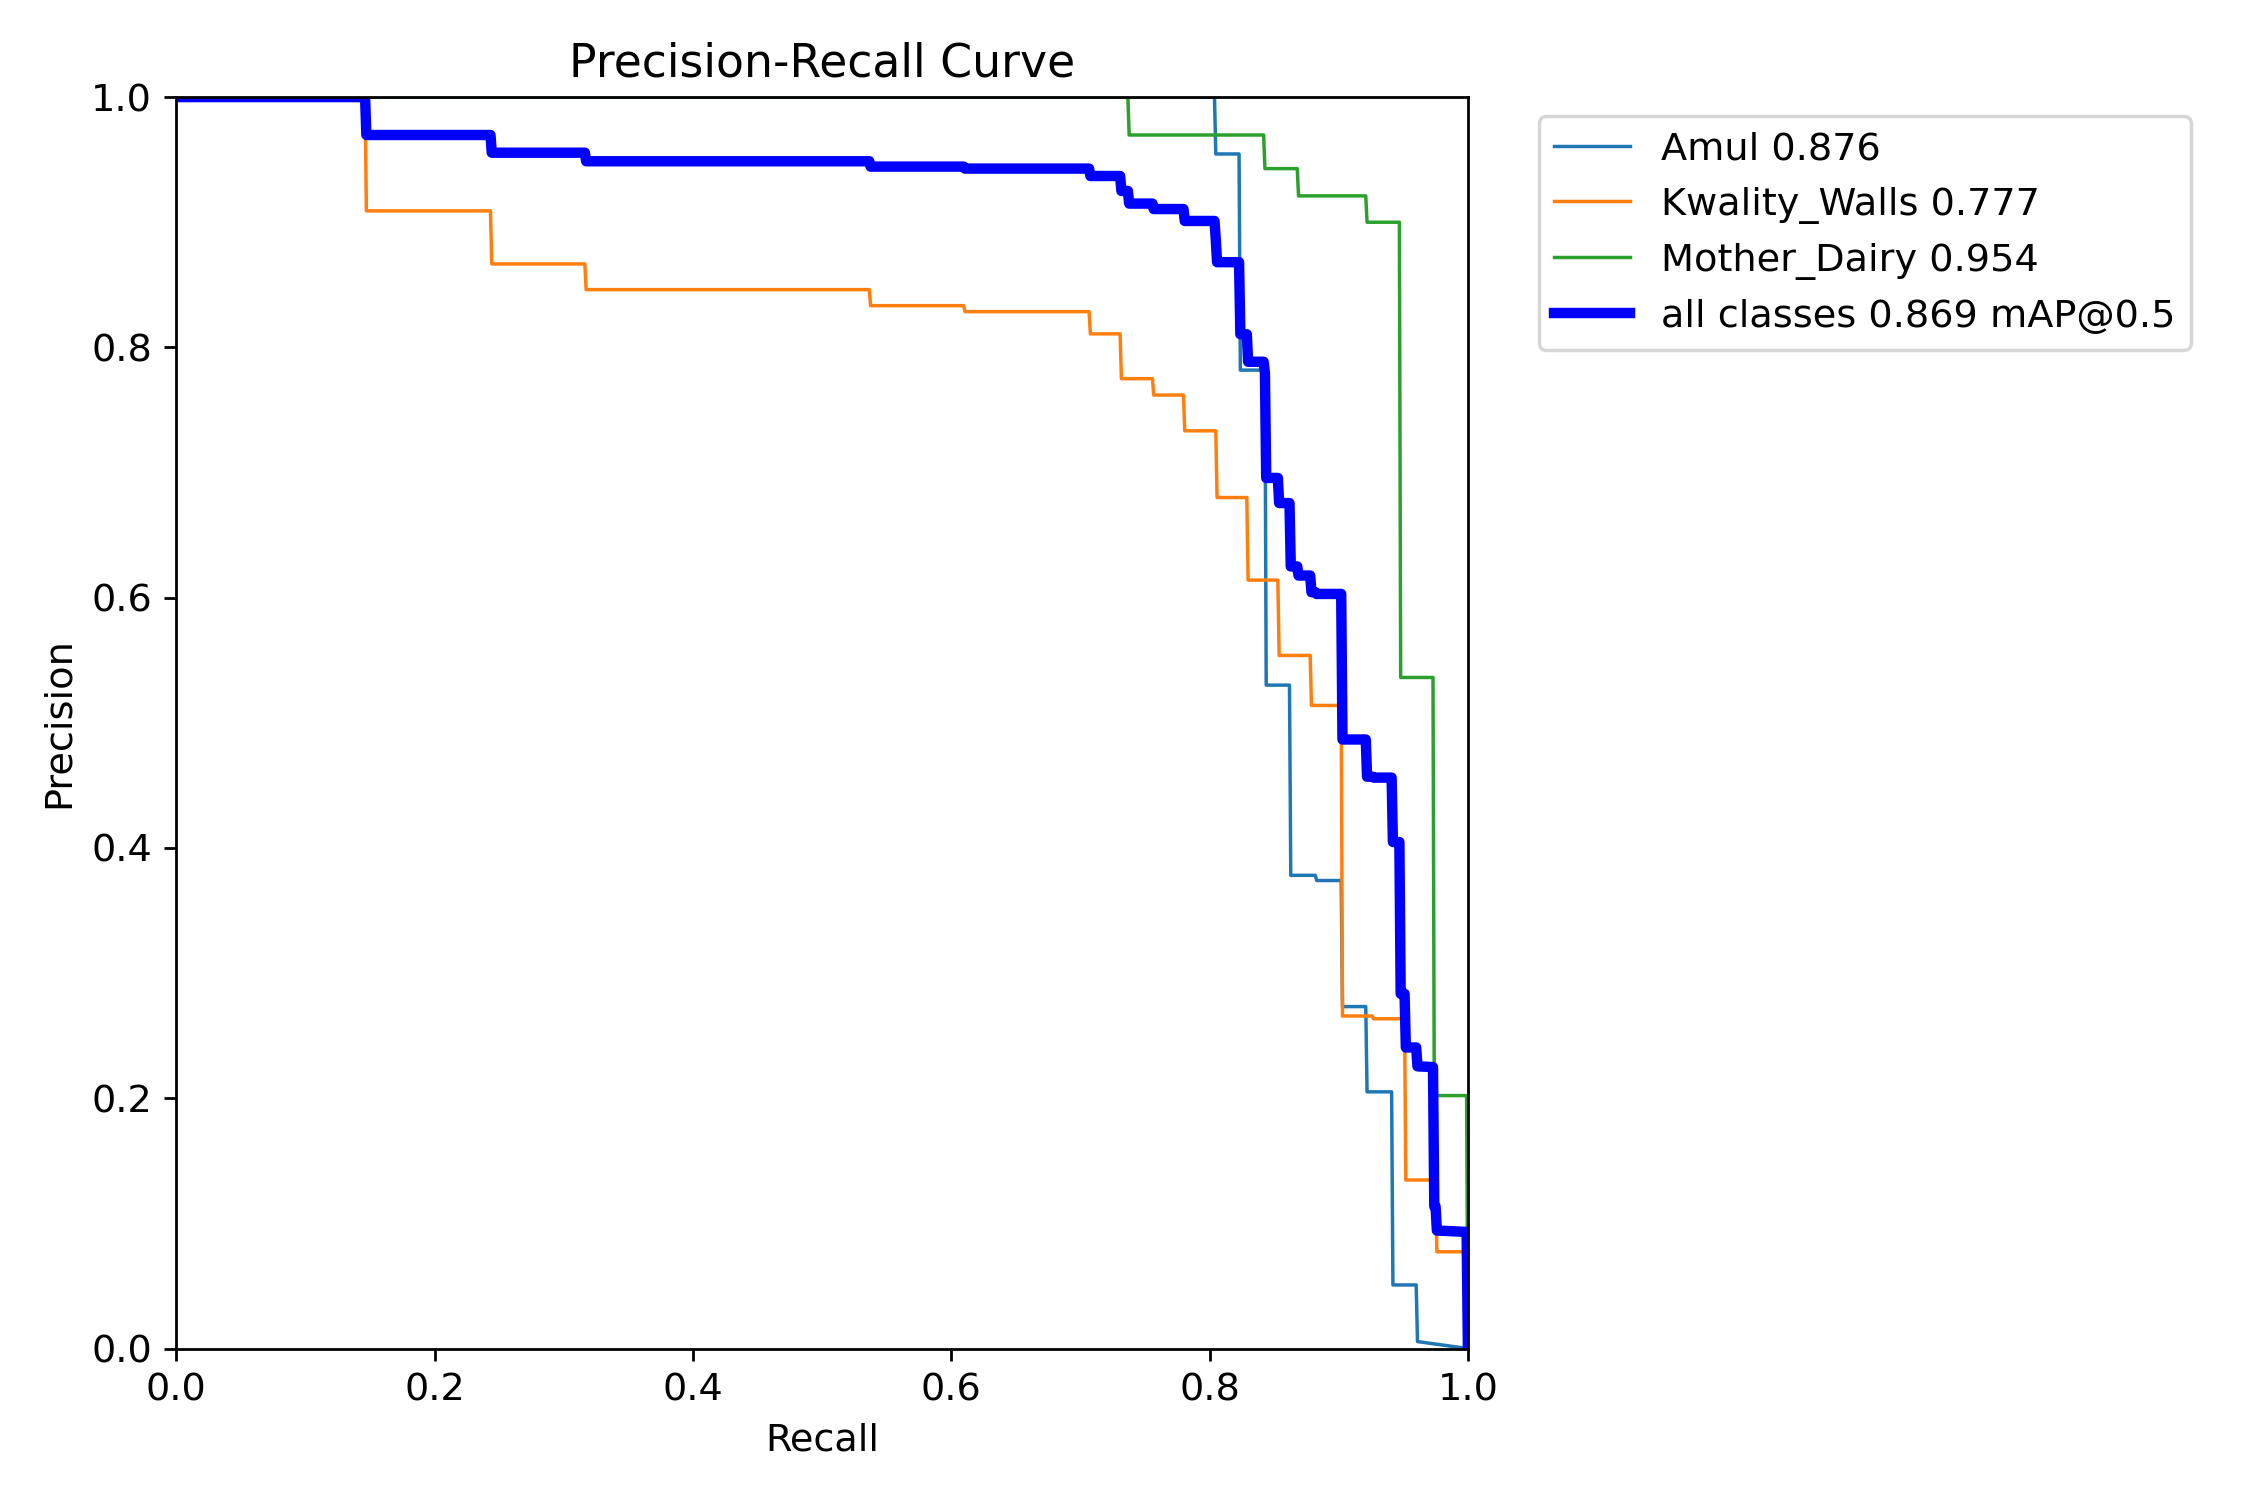 Precision-Recall Curve
1.0
0.8
0.6
0.4
0.2
0.0
Precision
0.0 0.2 0.4 0.6 0.8 1.0
Recall
Amul 0.876
Kwality_Walls 0.777
Mother_Dairy 0.954
all classes 0.869 mAP@0.5